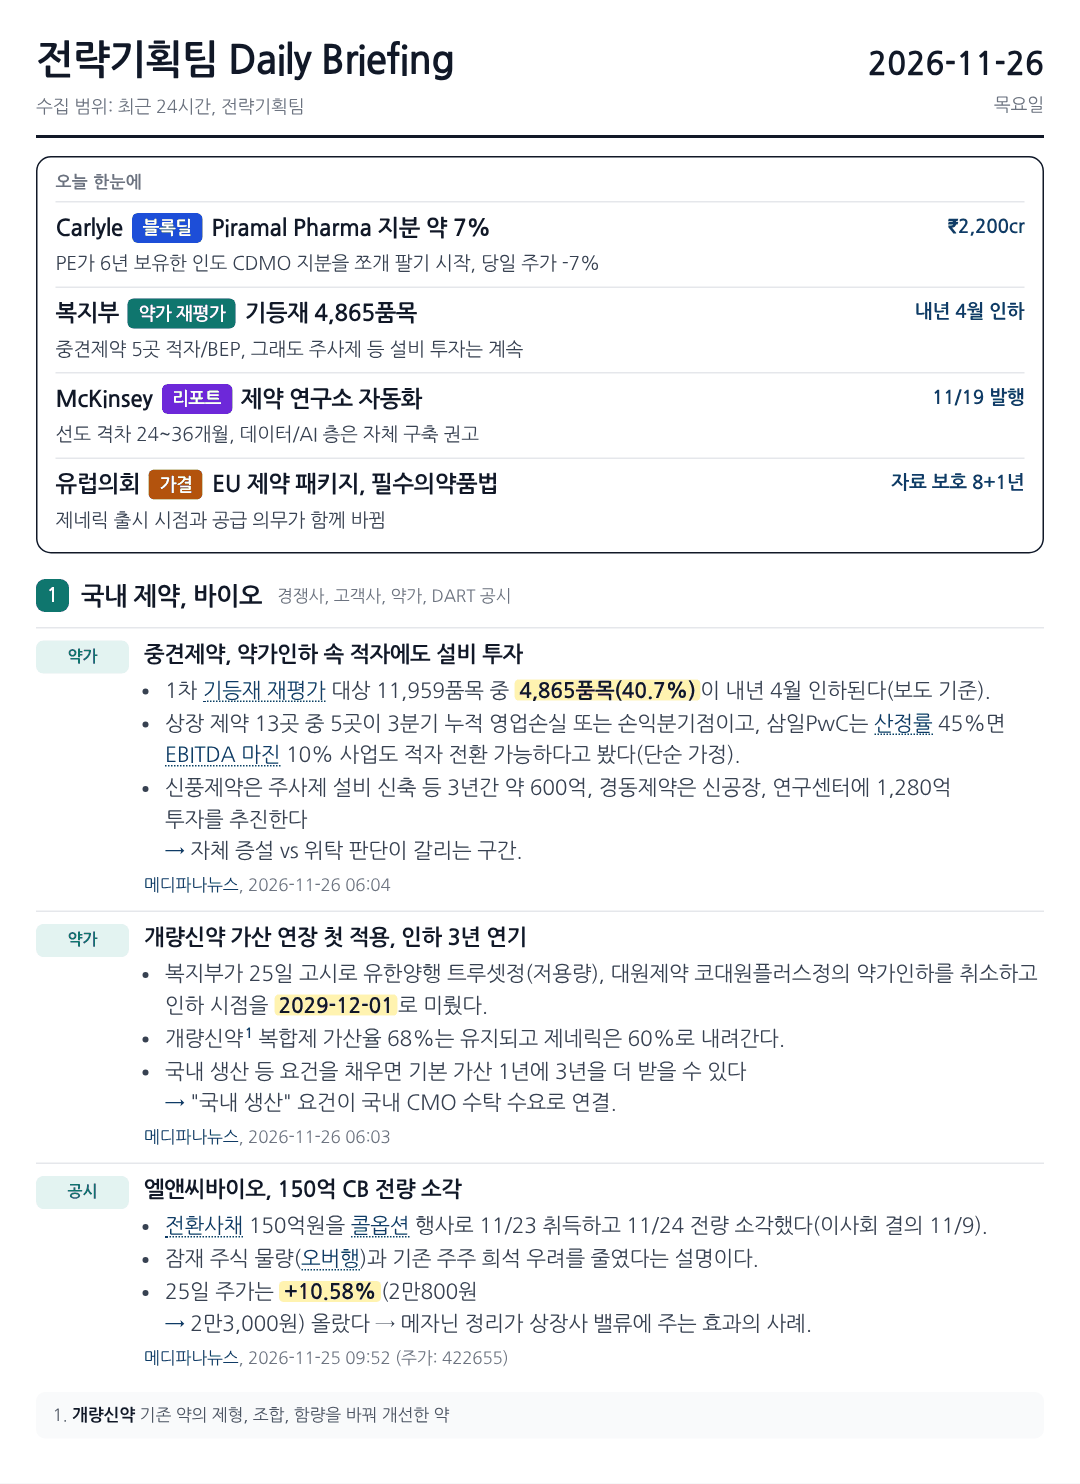 전략기획팀 Daily Briefing
2026-11-26
수집 범위: 최근 24시간, 전략기획팀
목요일
오늘 한눈에
Carlyle 블록딜 Piramal Pharma 지분 약 7%
₹2,200cr
PE가 6년 보유한 인도 CDMO 지분을 쪼개 팔기 시작, 당일 주가 -7%
복지부 약가 재평가 기등재 4,865품목
내년 4월 인하
중견제약 5곳 적자/BEP, 그래도 주사제 등 설비 투자는 계속
McKinsey 리포트 제약 연구소 자동화
11/19 발행
선도 격차 24~36개월, 데이터/AI 층은 자체 구축 권고
유럽의회 가결 EU 제약 패키지, 필수의약품법
자료 보호 8+1년
제네릭 출시 시점과 공급 의무가 함께 바뀜
1 국내 제약, 바이오 경쟁사, 고객사, 약가, DART 공시
약가
중견제약, 약가인하 속 적자에도 설비 투자
• 1차 기등재 재평가 대상 11,959품목 중 4,865품목(40.7%)이 내년 4월 인하된다(보도 기준).
• 상장 제약 13곳 중 5곳이 3분기 누적 영업손실 또는 손익분기점이고, 삼일PwC는 산정률 45%면
EBITDA 마진 10% 사업도 적자 전환 가능하다고 봤다(단순 가정).
• 신풍제약은 주사제 설비 신축 등 3년간 약 600억, 경동제약은 신공장, 연구센터에 1,280억
투자를 추진한다
→ 자체 증설 vs 위탁 판단이 갈리는 구간.
메디파나뉴스, 2026-11-26 06:04
약가
개량신약 가산 연장 첫 적용, 인하 3년 연기
• 복지부가 25일 고시로 유한양행 트루셋정(저용량), 대원제약 코대원플러스정의 약가인하를 취소하고
인하 시점을 2029-12-01로 미뤘다.
• 개량신약¹ 복합제 가산율 68%는 유지되고 제네릭은 60%로 내려간다.
• 국내 생산 등 요건을 채우면 기본 가산 1년에 3년을 더 받을 수 있다
→ "국내 생산" 요건이 국내 CMO 수탁 수요로 연결.
메디파나뉴스, 2026-11-26 06:03
공시
엘앤씨바이오, 150억 CB 전량 소각
• 전환사채 150억원을 콜옵션 행사로 11/23 취득하고 11/24 전량 소각했다(이사회 결의 11/9).
• 잠재 주식 물량(오버행)과 기존 주주 희석 우려를 줄였다는 설명이다.
• 25일 주가는 +10.58%(2만800원
→ 2만3,000원) 올랐다 → 메자닌 정리가 상장사 밸류에 주는 효과의 사례.
메디파나뉴스, 2026-11-25 09:52 (주가: 422655)
1. 개량신약 기존 약의 제형, 조합, 함량을 바꿔 개선한 약